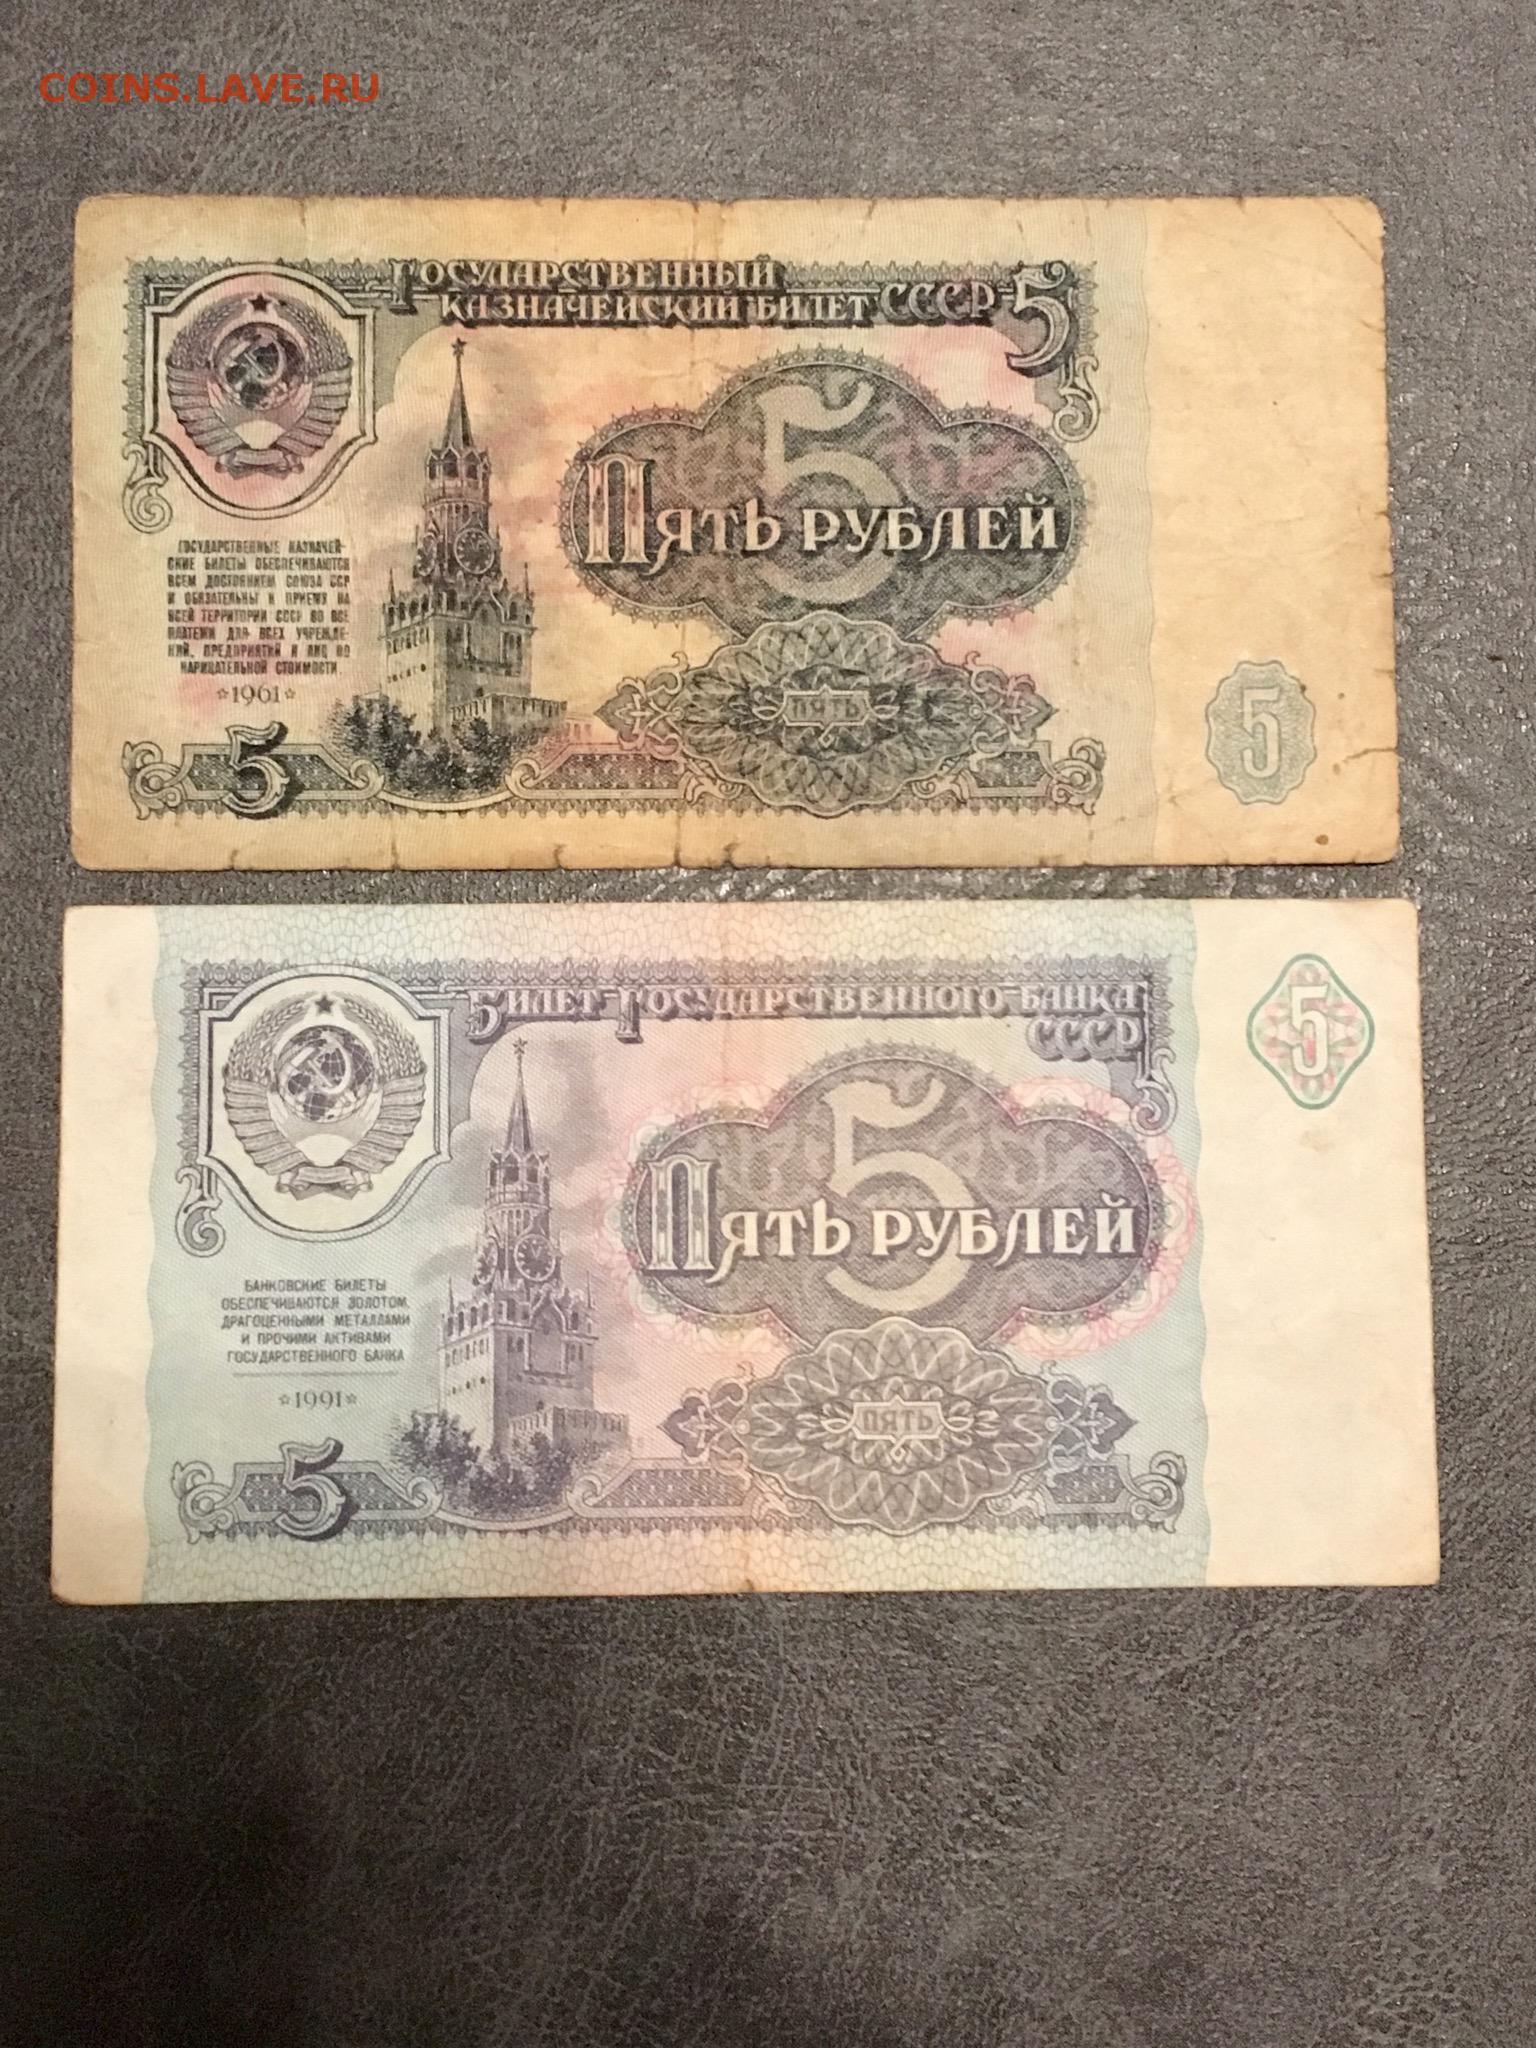 COINS.LAVE.RU
ГОСУДАРСТВЕННЫЙ
КАЗНАЧЕЙСКИЙ БИЛЕТ СССР 5
5
ПЯТЬ РУБЛЕЙ
ГОСУДАРСТВЕННЫЕ КАЗНАЧЕЙ-
СКИЕ БИЛЕТЫ ОБЕСПЕЧИВАЮТСЯ
ВСЕМ ДОСТОЯНИЕМ СОЮЗА ССР
И ОБЯЗАТЕЛЬНЫ К ПРИЕМУ НА
ВСЕЙ ТЕРРИТОРИИ СССР ВО ВСЕ
ПЛАТЕЖИ ДЛЯ ВСЕХ УЧРЕЖДЕ-
НИЙ, ПРЕДПРИЯТИЙ И ЛИЦ ПО
НАРИЦАТЕЛЬНОЙ СТОИМОСТИ.
☆1961☆
ПЯТЬ
5
5
БИЛЕТ ГОСУДАРСТВЕННОГО БАНКА
СССР
5
5
ПЯТЬ РУБЛЕЙ
БАНКОВСКИЕ БИЛЕТЫ
ОБЕСПЕЧИВАЮТСЯ ЗОЛОТОМ,
ДРАГОЦЕННЫМИ МЕТАЛЛАМИ
И ПРОЧИМИ АКТИВАМИ
ГОСУДАРСТВЕННОГО БАНКА
☆1991☆
ПЯТЬ
5